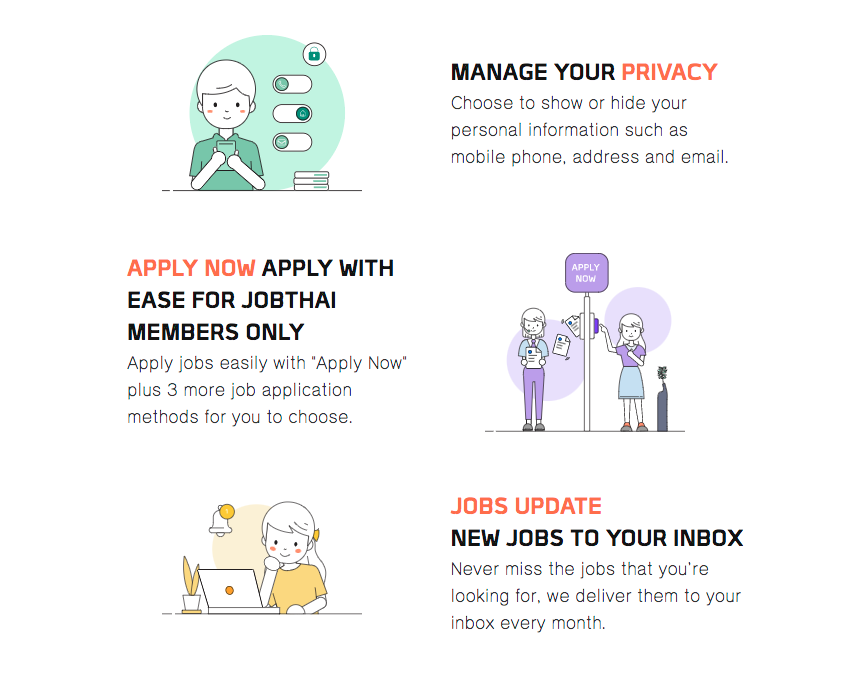 MANAGE YOUR PRIVACY
Choose to show or hide your
personal information such as
mobile phone, address and email.
APPLY NOW APPLY WITH
EASE FOR JOBTHAI
MEMBERS ONLY
Apply jobs easily with "Apply Now"
plus 3 more job application
methods for you to choose.
APPLY
NOW
JOBS UPDATE
NEW JOBS TO YOUR INBOX
Never miss the jobs that you're
looking for, we deliver them to your
inbox every month.